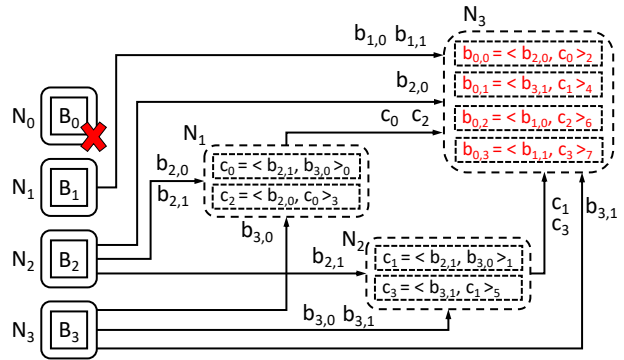 N3
b1,0 b1,1
b0,0 = < b2,0, c0 >2
b2,0
b0,1 = < b3,1, c1 >4
N0 B0
c0 c2
b0,2 = < b1,0, c2 >6
N1
b0,3 = < b1,1, c3 >7
b2,0
c0 = < b2,1, b3,0 >0
N1 B1
b2,1
c2 = < b2,0, c0 >3
c1
b3,1
c3
b3,0
N2
N2 B2
b2,1
c1 = < b2,1, b3,0 >1
c3 = < b3,1, c1 >5
N3 B3
b3,0 b3,1